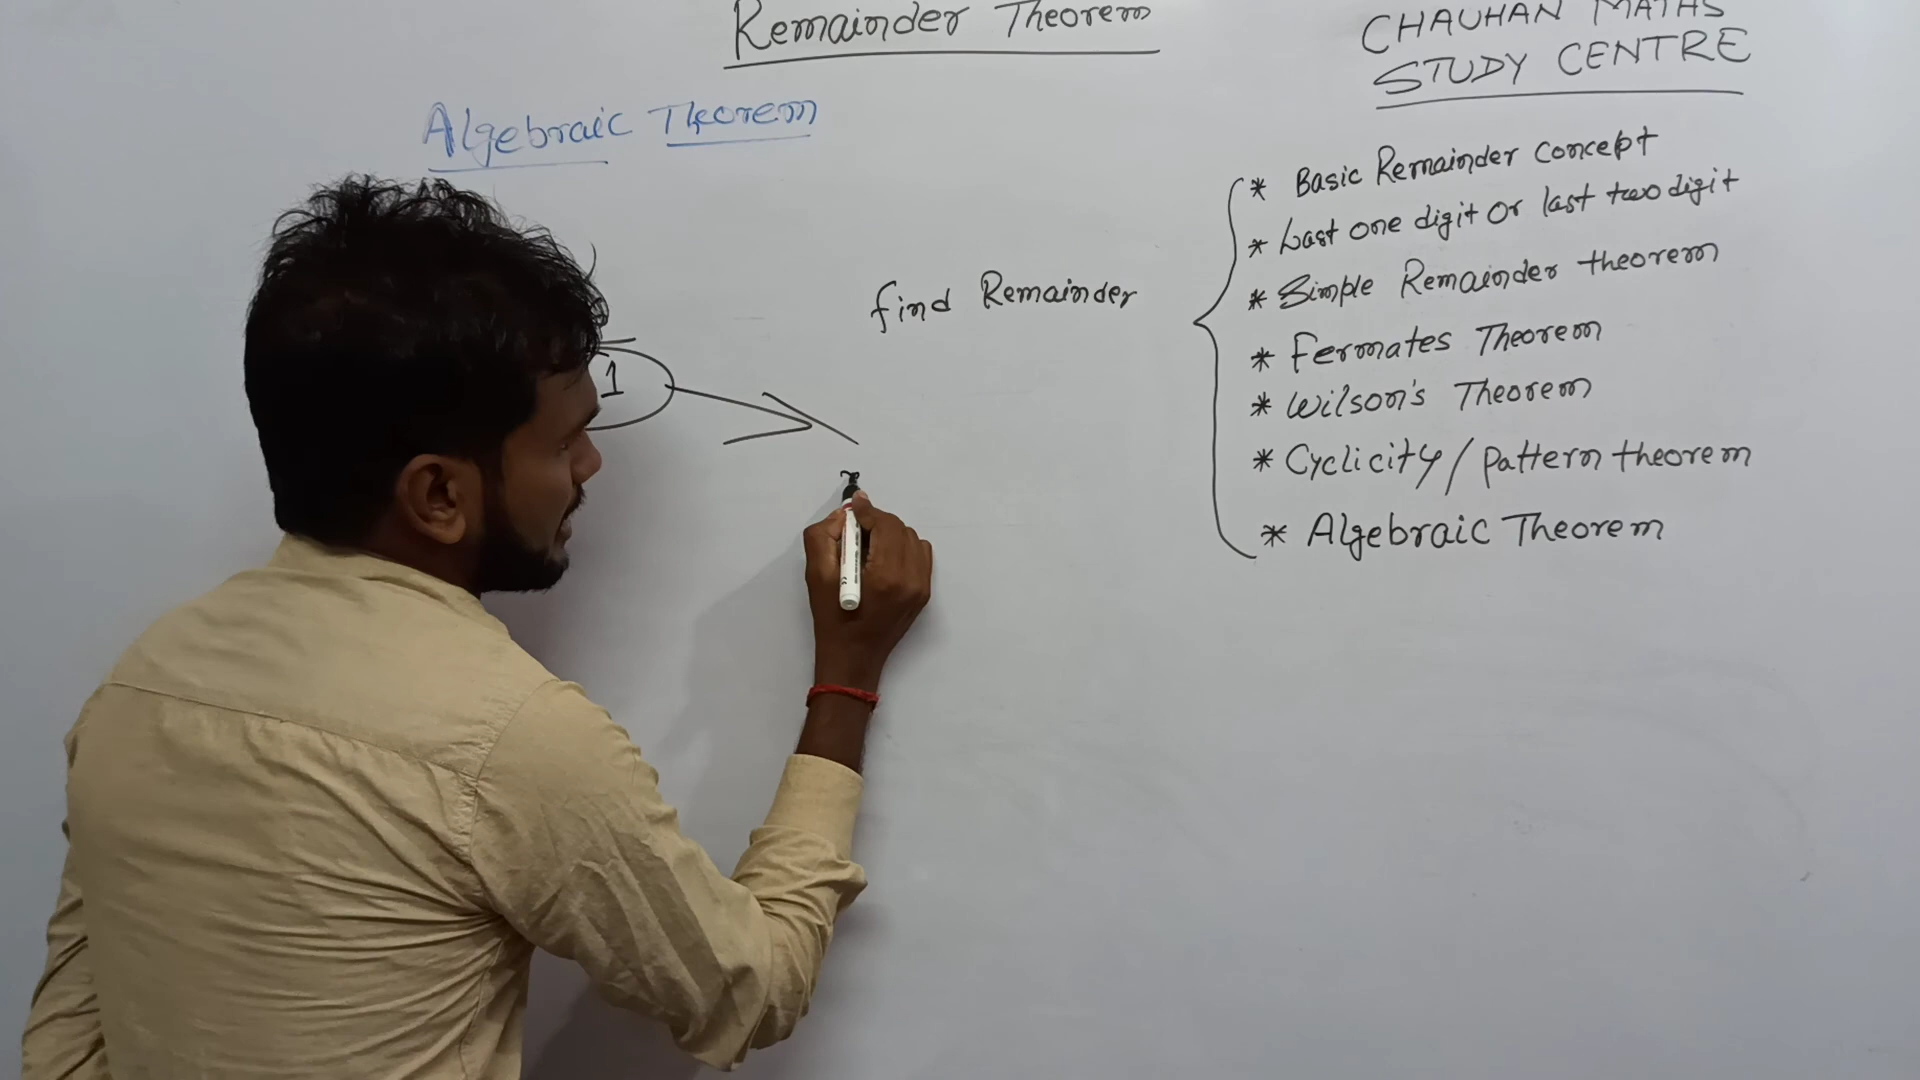 Remainder Theorem
CHAUHAN MATHS
STUDY CENTRE
Algebraic Theorem
find Remainder
* Basic Remainder concept
* Last one digit or last two digit
* Simple Remainder theorem
* Fermates Theorem
* Wilson's Theorem
* Cyclicity / pattern theorem
* Algebraic Theorem
1